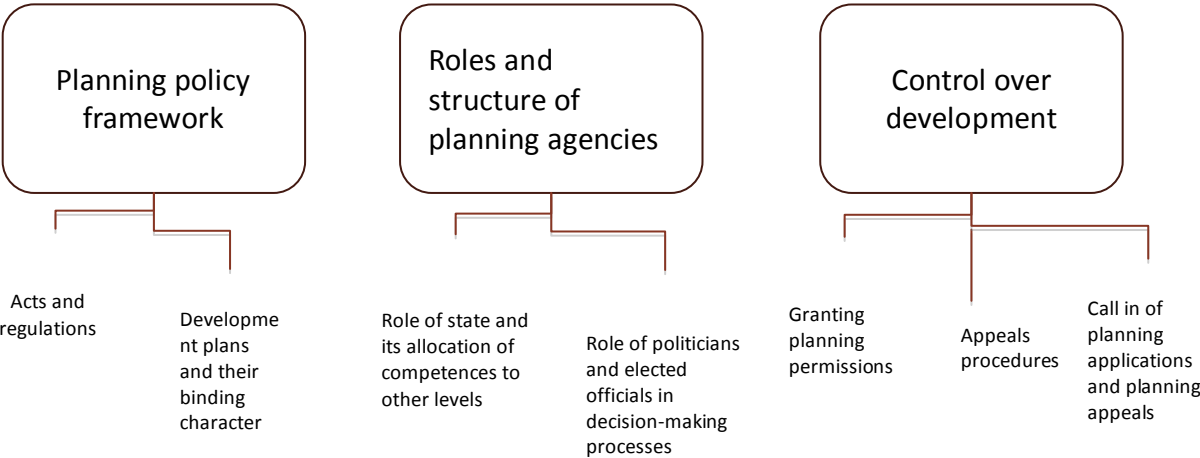 Planning policy
framework
Roles and
structure of
planning agencies
Control over
development
Acts and
regulations
Developme
nt plans
and their
binding
character
Role of state and
its allocation of
competences to
other levels
Role of politicians
and elected
officials in
decision-making
processes
Granting
planning
permissions
Appeals
procedures
Call in of
planning
applications
and planning
appeals